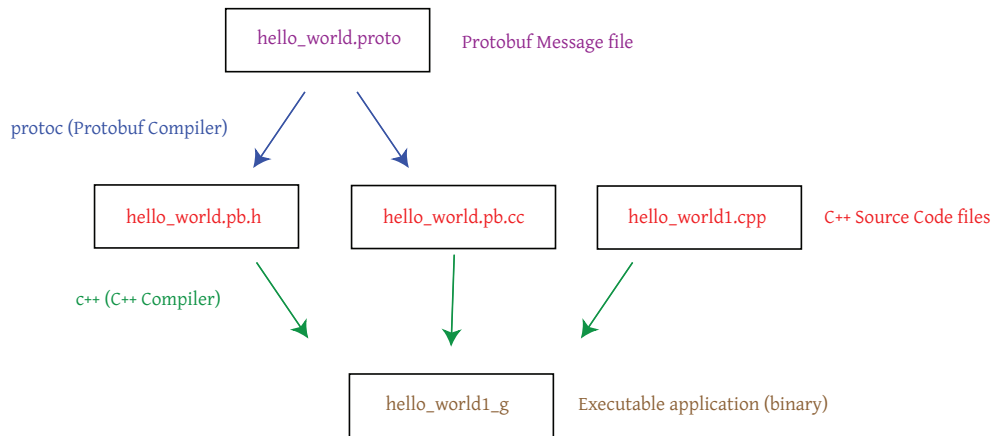 hello_world.proto
Protobuf Message file
protoc (Protobuf Compiler)
hello_world.pb.h
hello_world.pb.cc
hello_world1.cpp
C++ Source Code files
c++ (C++ Compiler)
hello_world1_g
Executable application (binary)